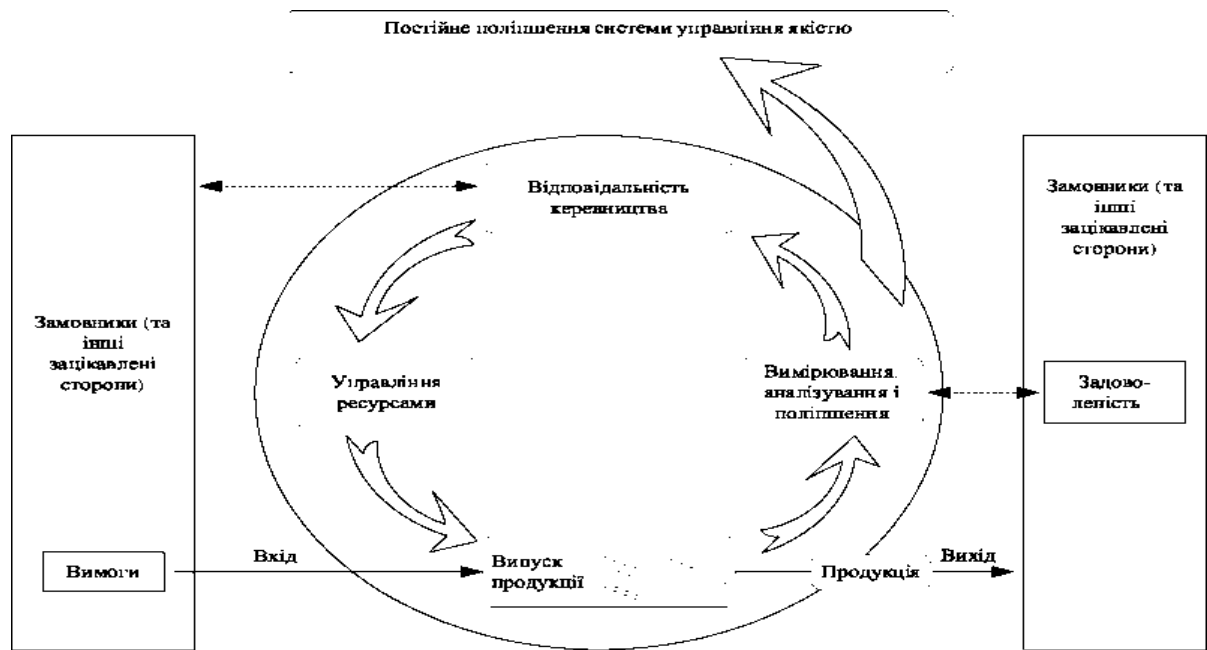 Постійне поліпшення системи управління якістю
Відповідальність
керевництва
Замовники (та
інші
зацікавлені
сторони)
Замовники (та
інші
зацікавлені
сторони)
Управління
ресурсами
Вимірювання,
аналізування і
поліпшення
Задово-
леність
Вимоги
Вхід
Випуск
продукції
Продукція
Вихід